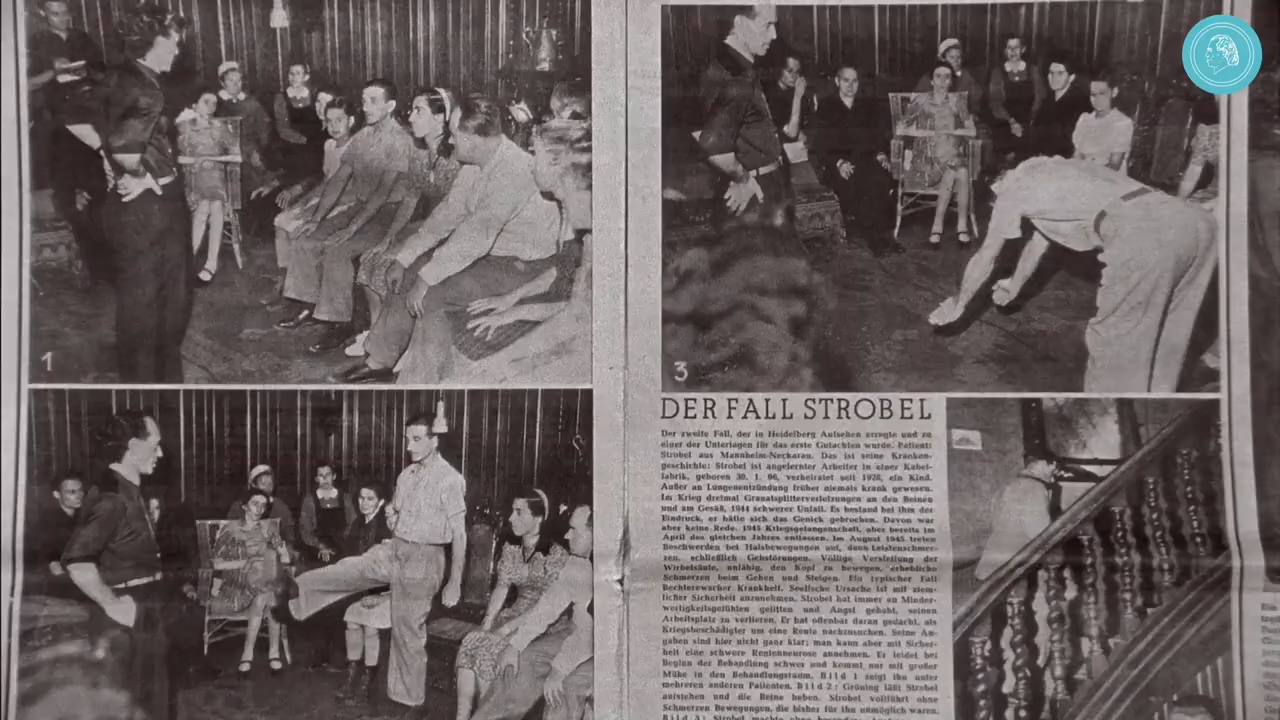 1
3
DER FALL STROBEL
Der zweite Fall, der in Heidelberg Aufsehen erregte und zu
einer der Unterlagen für das erste Gutachten wurde. Patient:
Strobel aus Mannheim-Neckarau. Das ist seine Kranken-
geschichte: Strobel ist angelernter Arbeiter in einer Kabel-
fabrik, geboren 30. 1. 06, verheiratet seit 1928, ein Kind.
Außer an Lungenentzündung früher niemals krank gewesen.
Im Krieg dreimal Granatsplitterverletzungen an den Beinen
und am Gesäß, 1944 schwerer Unfall. Es bestand bei ihm der
Eindruck, er hätte sich das Genick gebrochen. Davon war
aber keine Rede. 1945 Kriegsgefangenschaft, aber bereits im
April des gleichen Jahres entlassen. Im August 1945 treten
Beschwerden bei Halsbewegungen auf, dann Leistenschmer-
zen, schließlich Gehstörungen. Völlige Versteifung der
Wirbelsäule, unfähig, den Kopf zu bewegen, erhebliche
Schmerzen beim Gehen und Steigen. Ein typischer Fall
Bechterewscher Krankheit. Seelische Ursache ist mit ziem-
licher Sicherheit anzunehmen. Strobel hat immer an Minder-
wertigkeitsgefühlen gelitten und Angst gehabt, seinen
Arbeitsplatz zu verlieren. Er hat offenbar daran gedacht, als
Kriegsbeschädigter um eine Rente nachzusuchen. Seine An-
gaben sind hier nicht ganz klar; man kann aber mit Sicher-
heit eine schwere Rentenneurose annehmen. Er leidet bei
Beginn der Behandlung schwer und kommt nur mit großer
Mühe in den Behandlungsraum. Bild 1 zeigt ihn unter
mehreren anderen Patienten. Bild 2: Gröning läßt Strobel
aufstehen und die Beine heben. Strobel vollführt ohne
Schmerzen Bewegungen, die bisher für ihn unmöglich waren.
Bild 3: Strobel machte ohne